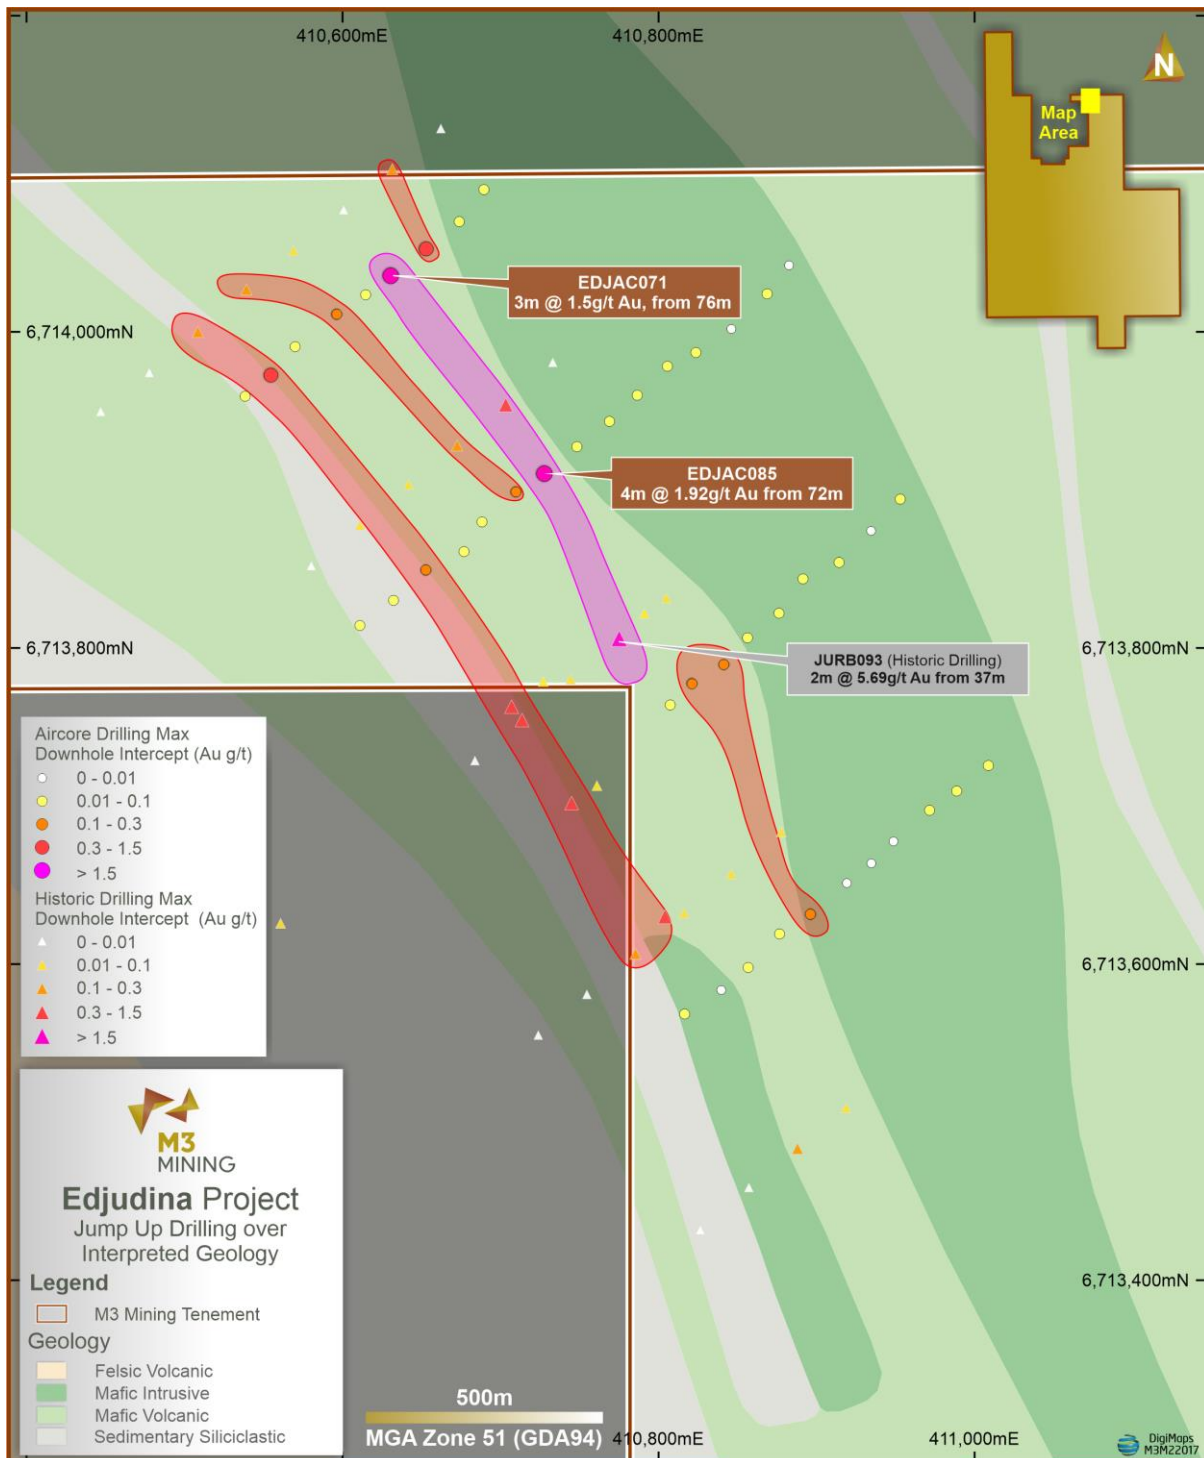 410,600mE
410,800mE
N
Map
Area
EDJAC071
3m @ 1.5g/t Au, from 76m
6,714,000mN
6,714,000mN
EDJAC085
4m @ 1.92g/t Au from 72m
6,713,800mN
6,713,800mN
JURB093 (Historic Drilling)
2m @ 5.69g/t Au from 37m
Aircore Drilling Max
Downhole Intercept (Au g/t)
0 - 0.01
0.01 - 0.1
0.1 - 0.3
0.3 - 1.5
> 1.5
Historic Drilling Max
Downhole Intercept (Au g/t)
0 - 0.01
0.01 - 0.1
0.1 - 0.3
0.3 - 1.5
> 1.5
6,713,600mN
M3
MINING
Edjudina Project
Jump Up Drilling over
Interpreted Geology
Legend
M3 Mining Tenement
Geology
Felsic Volcanic
Mafic Intrusive
Mafic Volcanic
Sedimentary Siliciclastic
6,713,400mN
500m
MGA Zone 51 (GDA94)
410,800mE
411,000mE
DigiMaps
M3M22017